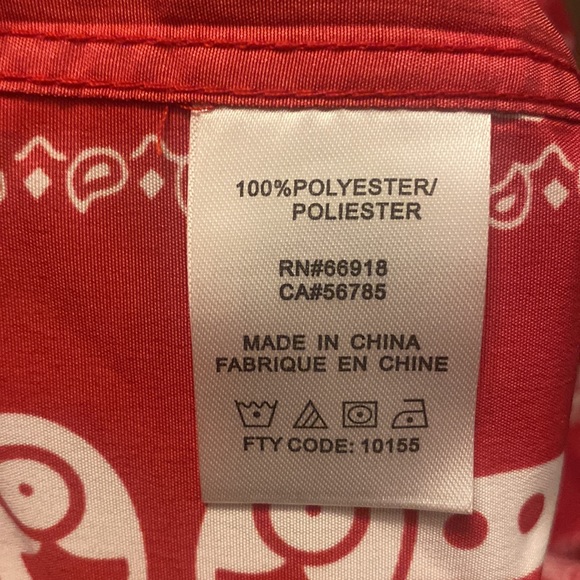 100%POLYESTER/
POLIESTER
RN#66918
CA#56785
MADE IN CHINA
FABRIQUE EN CHINE
FTY CODE: 10155